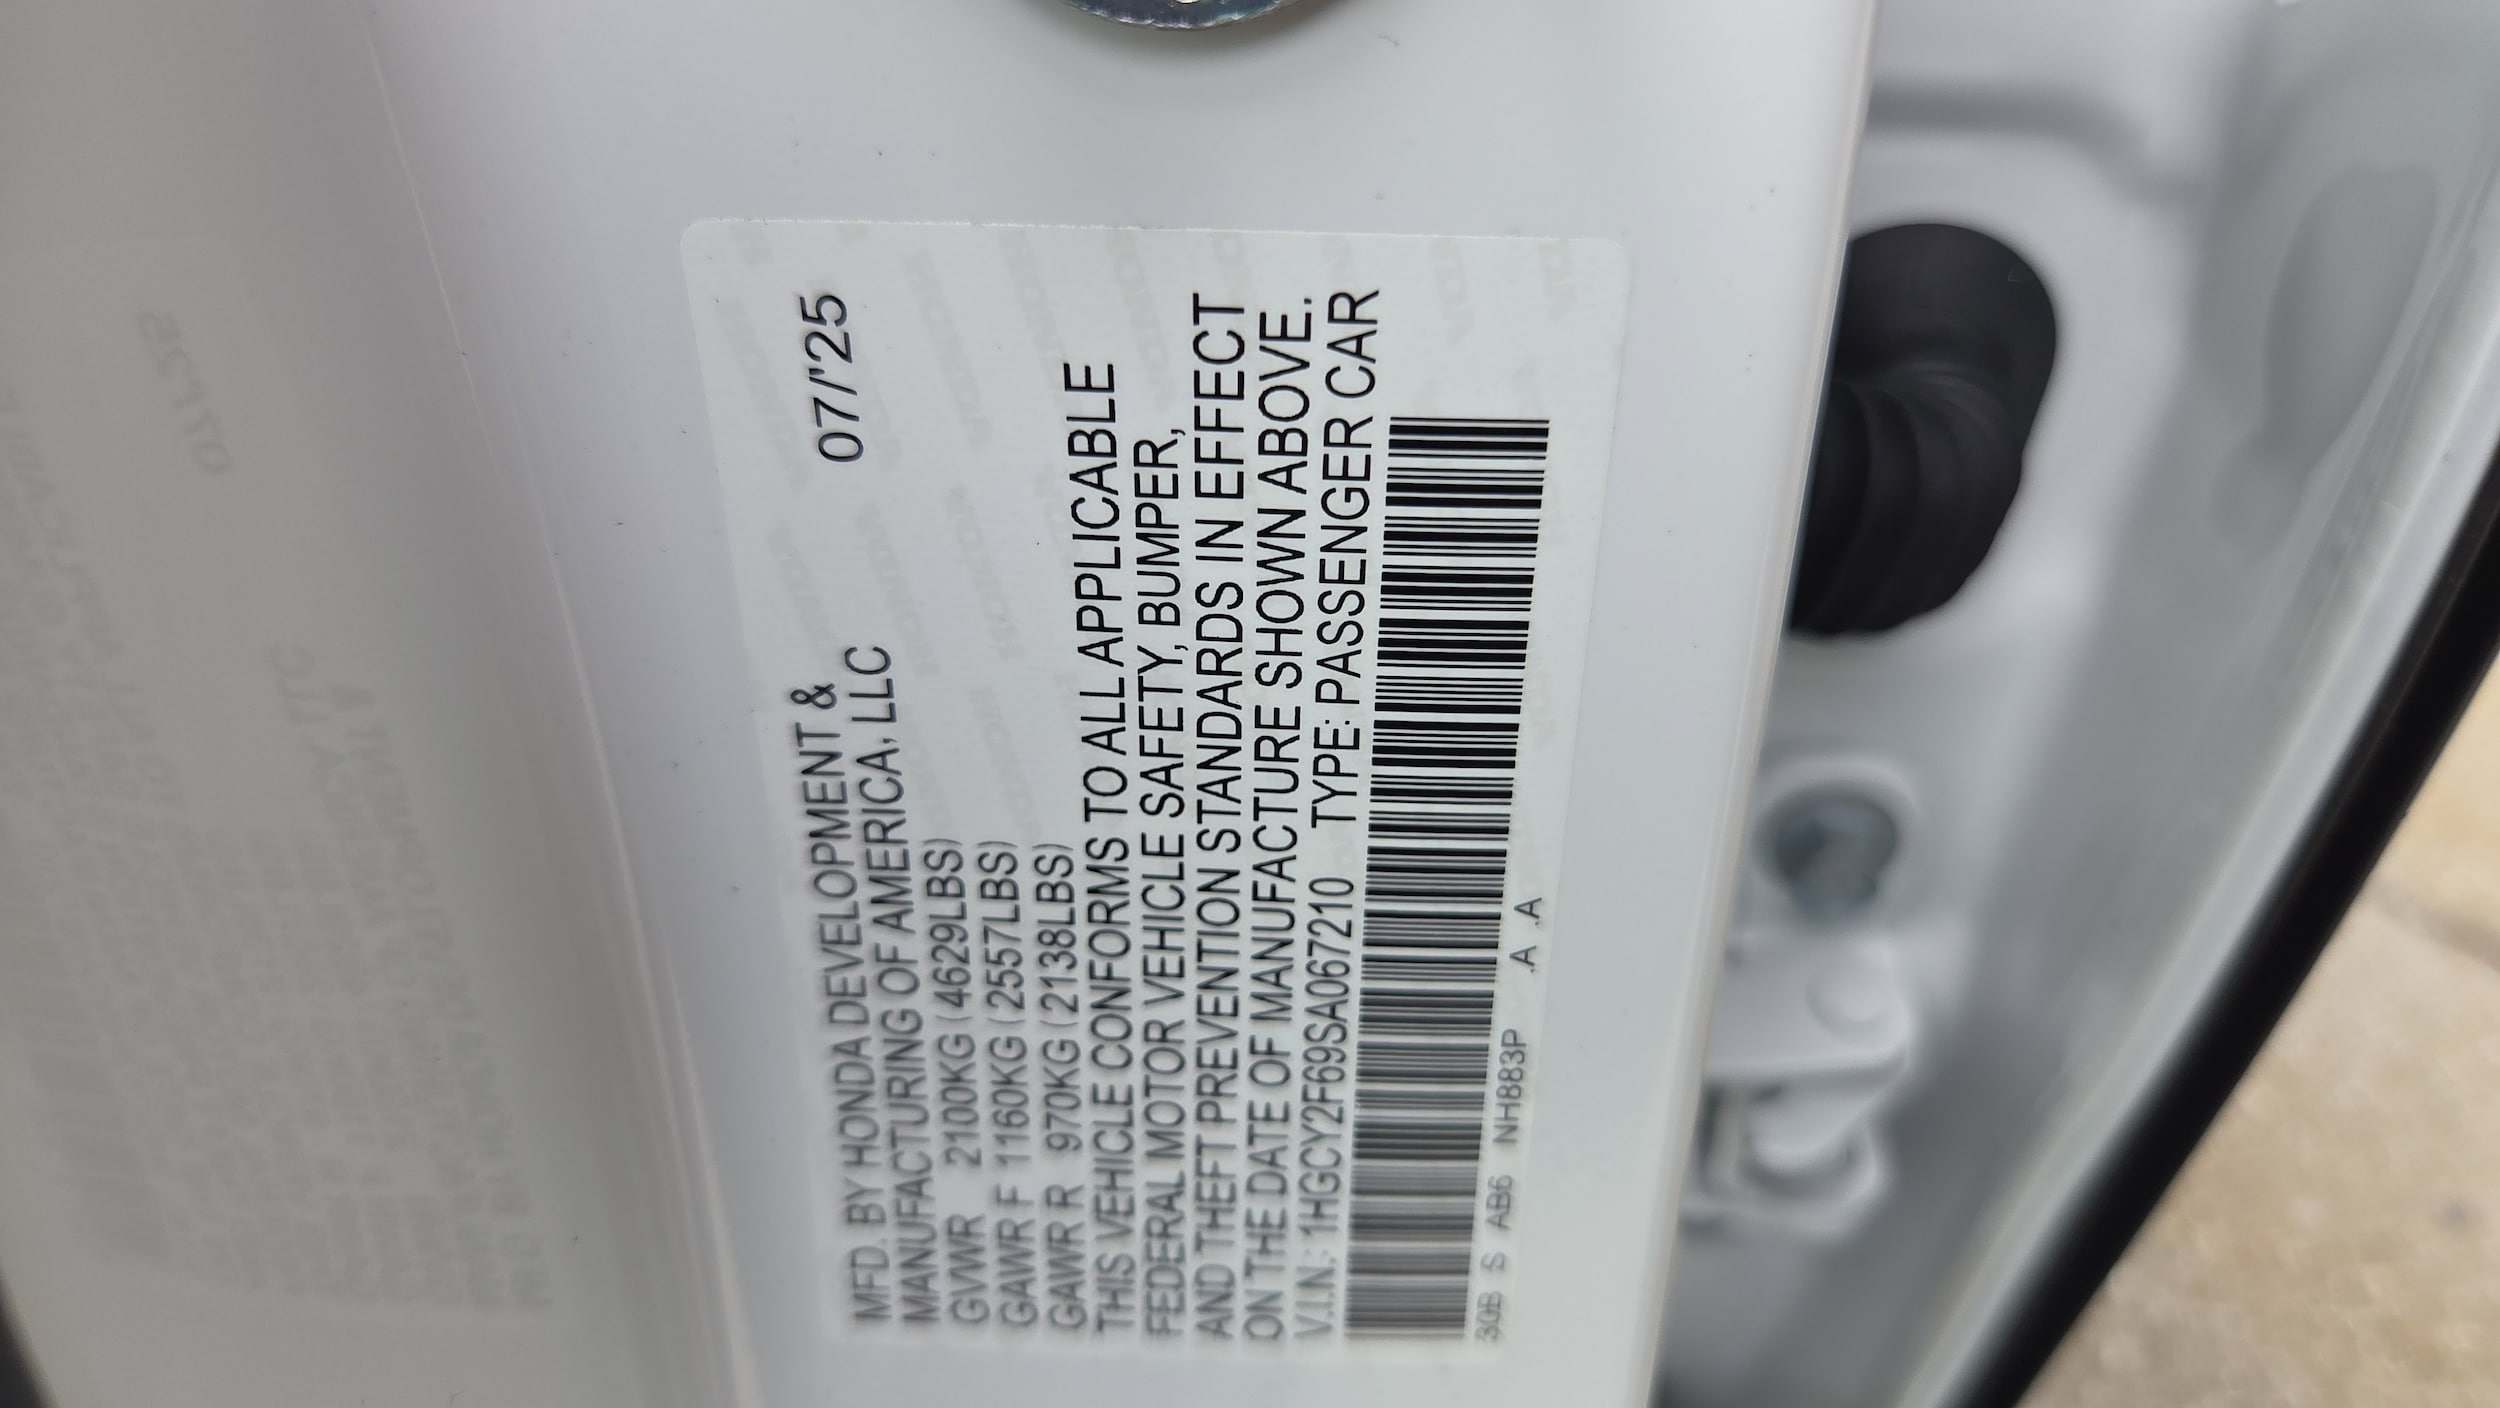 MFD. BY HONDA DEVELOPMENT & 07/'25
MANUFACTURING OF AMERICA, LLC
GVWR 2100KG (4629LBS)
GAWR F 1160KG (2557LBS)
GAWR R 970KG (2138LBS)
THIS VEHICLE CONFORMS TO ALL APPLICABLE
FEDERAL MOTOR VEHICLE SAFETY, BUMPER,
AND THEFT PREVENTION STANDARDS IN EFFECT
ON THE DATE OF MANUFACTURE SHOWN ABOVE.
V.I.N.: 1HGCY2F69SA067210 TYPE: PASSENGER CAR
30B S AB6 NH883P .A .A